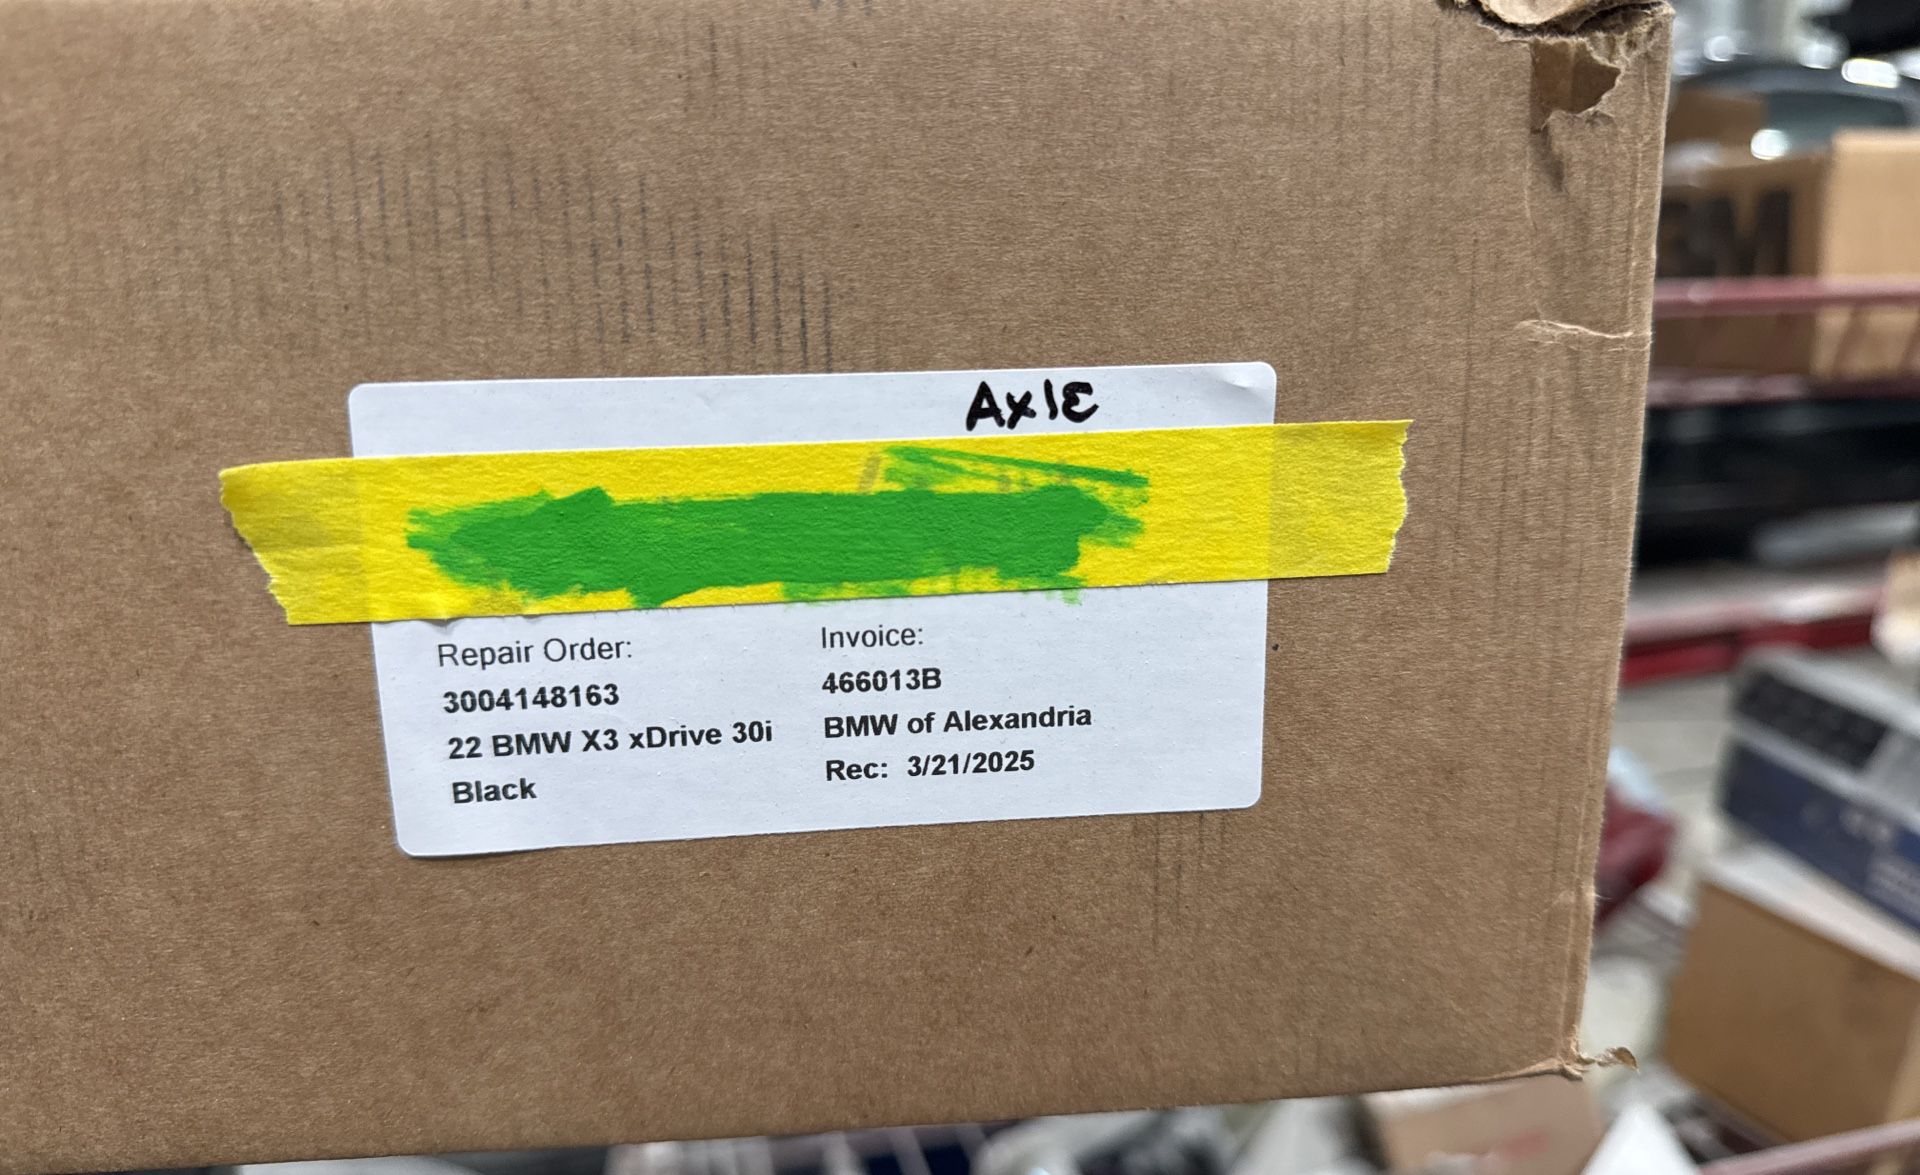 AxlE
Repair Order:
3004148163
22 BMW X3 xDrive 30i
Black
Invoice:
466013B
BMW of Alexandria
Rec: 3/21/2025